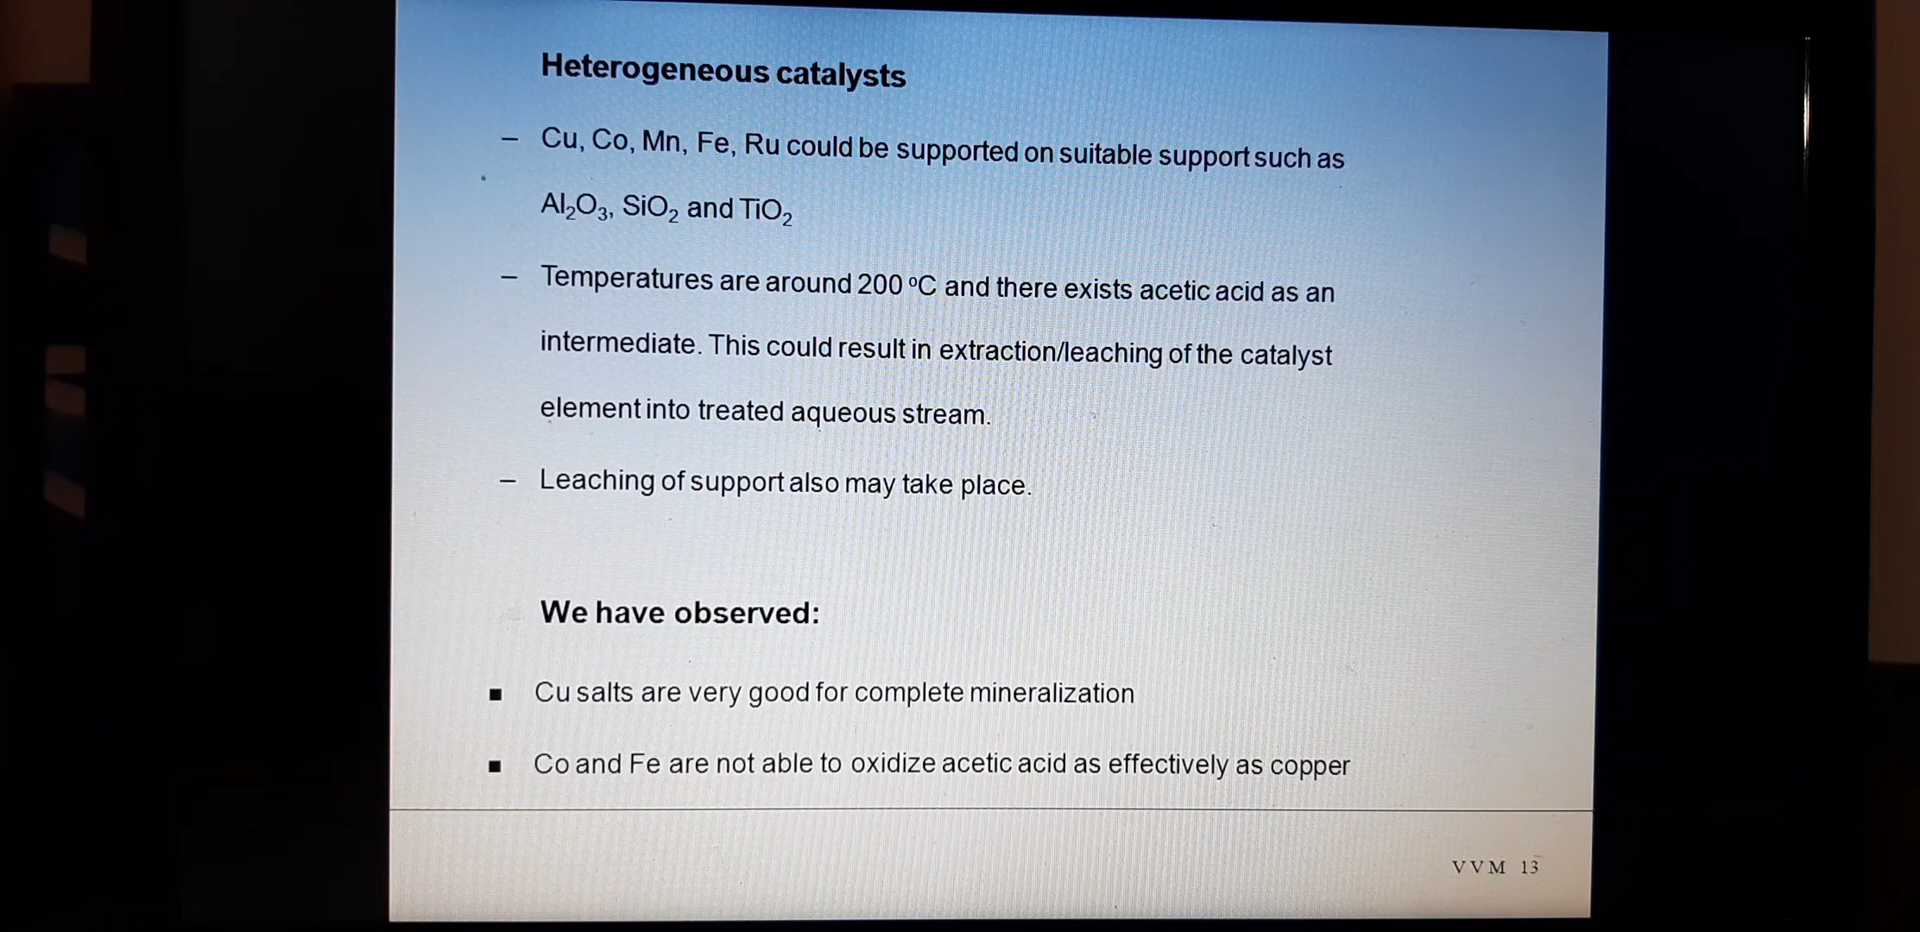 Heterogeneous catalysts
– Cu, Co, Mn, Fe, Ru could be supported on suitable support such as
Al₂O₃, SiO₂ and TiO₂
– Temperatures are around 200 ⁰C and there exists acetic acid as an
intermediate. This could result in extraction/leaching of the catalyst
element into treated aqueous stream.
– Leaching of support also may take place.
We have observed:
▪ Cu salts are very good for complete mineralization
▪ Co and Fe are not able to oxidize acetic acid as effectively as copper
VVM 13